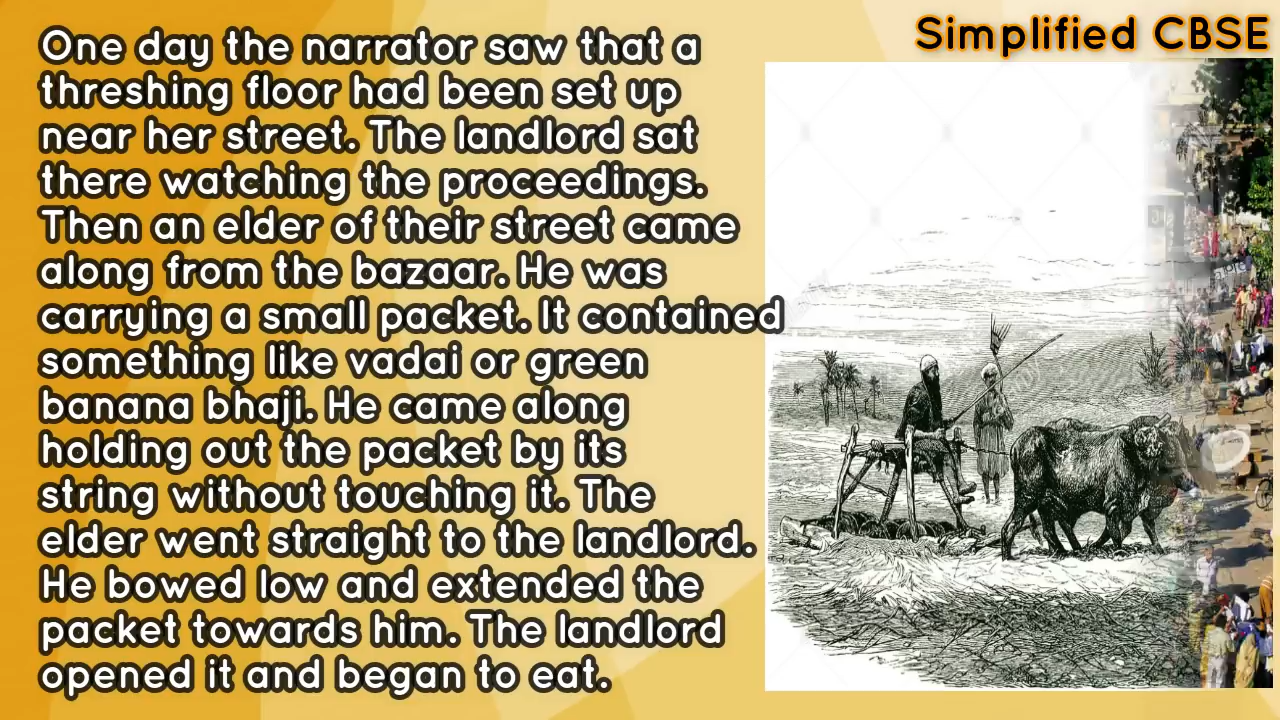 Simplified CBSE
One day the narrator saw that a
threshing floor had been set up
near her street. The landlord sat
there watching the proceedings.
Then an elder of their street came
along from the bazaar. He was
carrying a small packet. It contained
something like vadai or green
banana bhaji. He came along
holding out the packet by its
string without touching it. The
elder went straight to the landlord.
He bowed low and extended the
packet towards him. The landlord
opened it and began to eat.